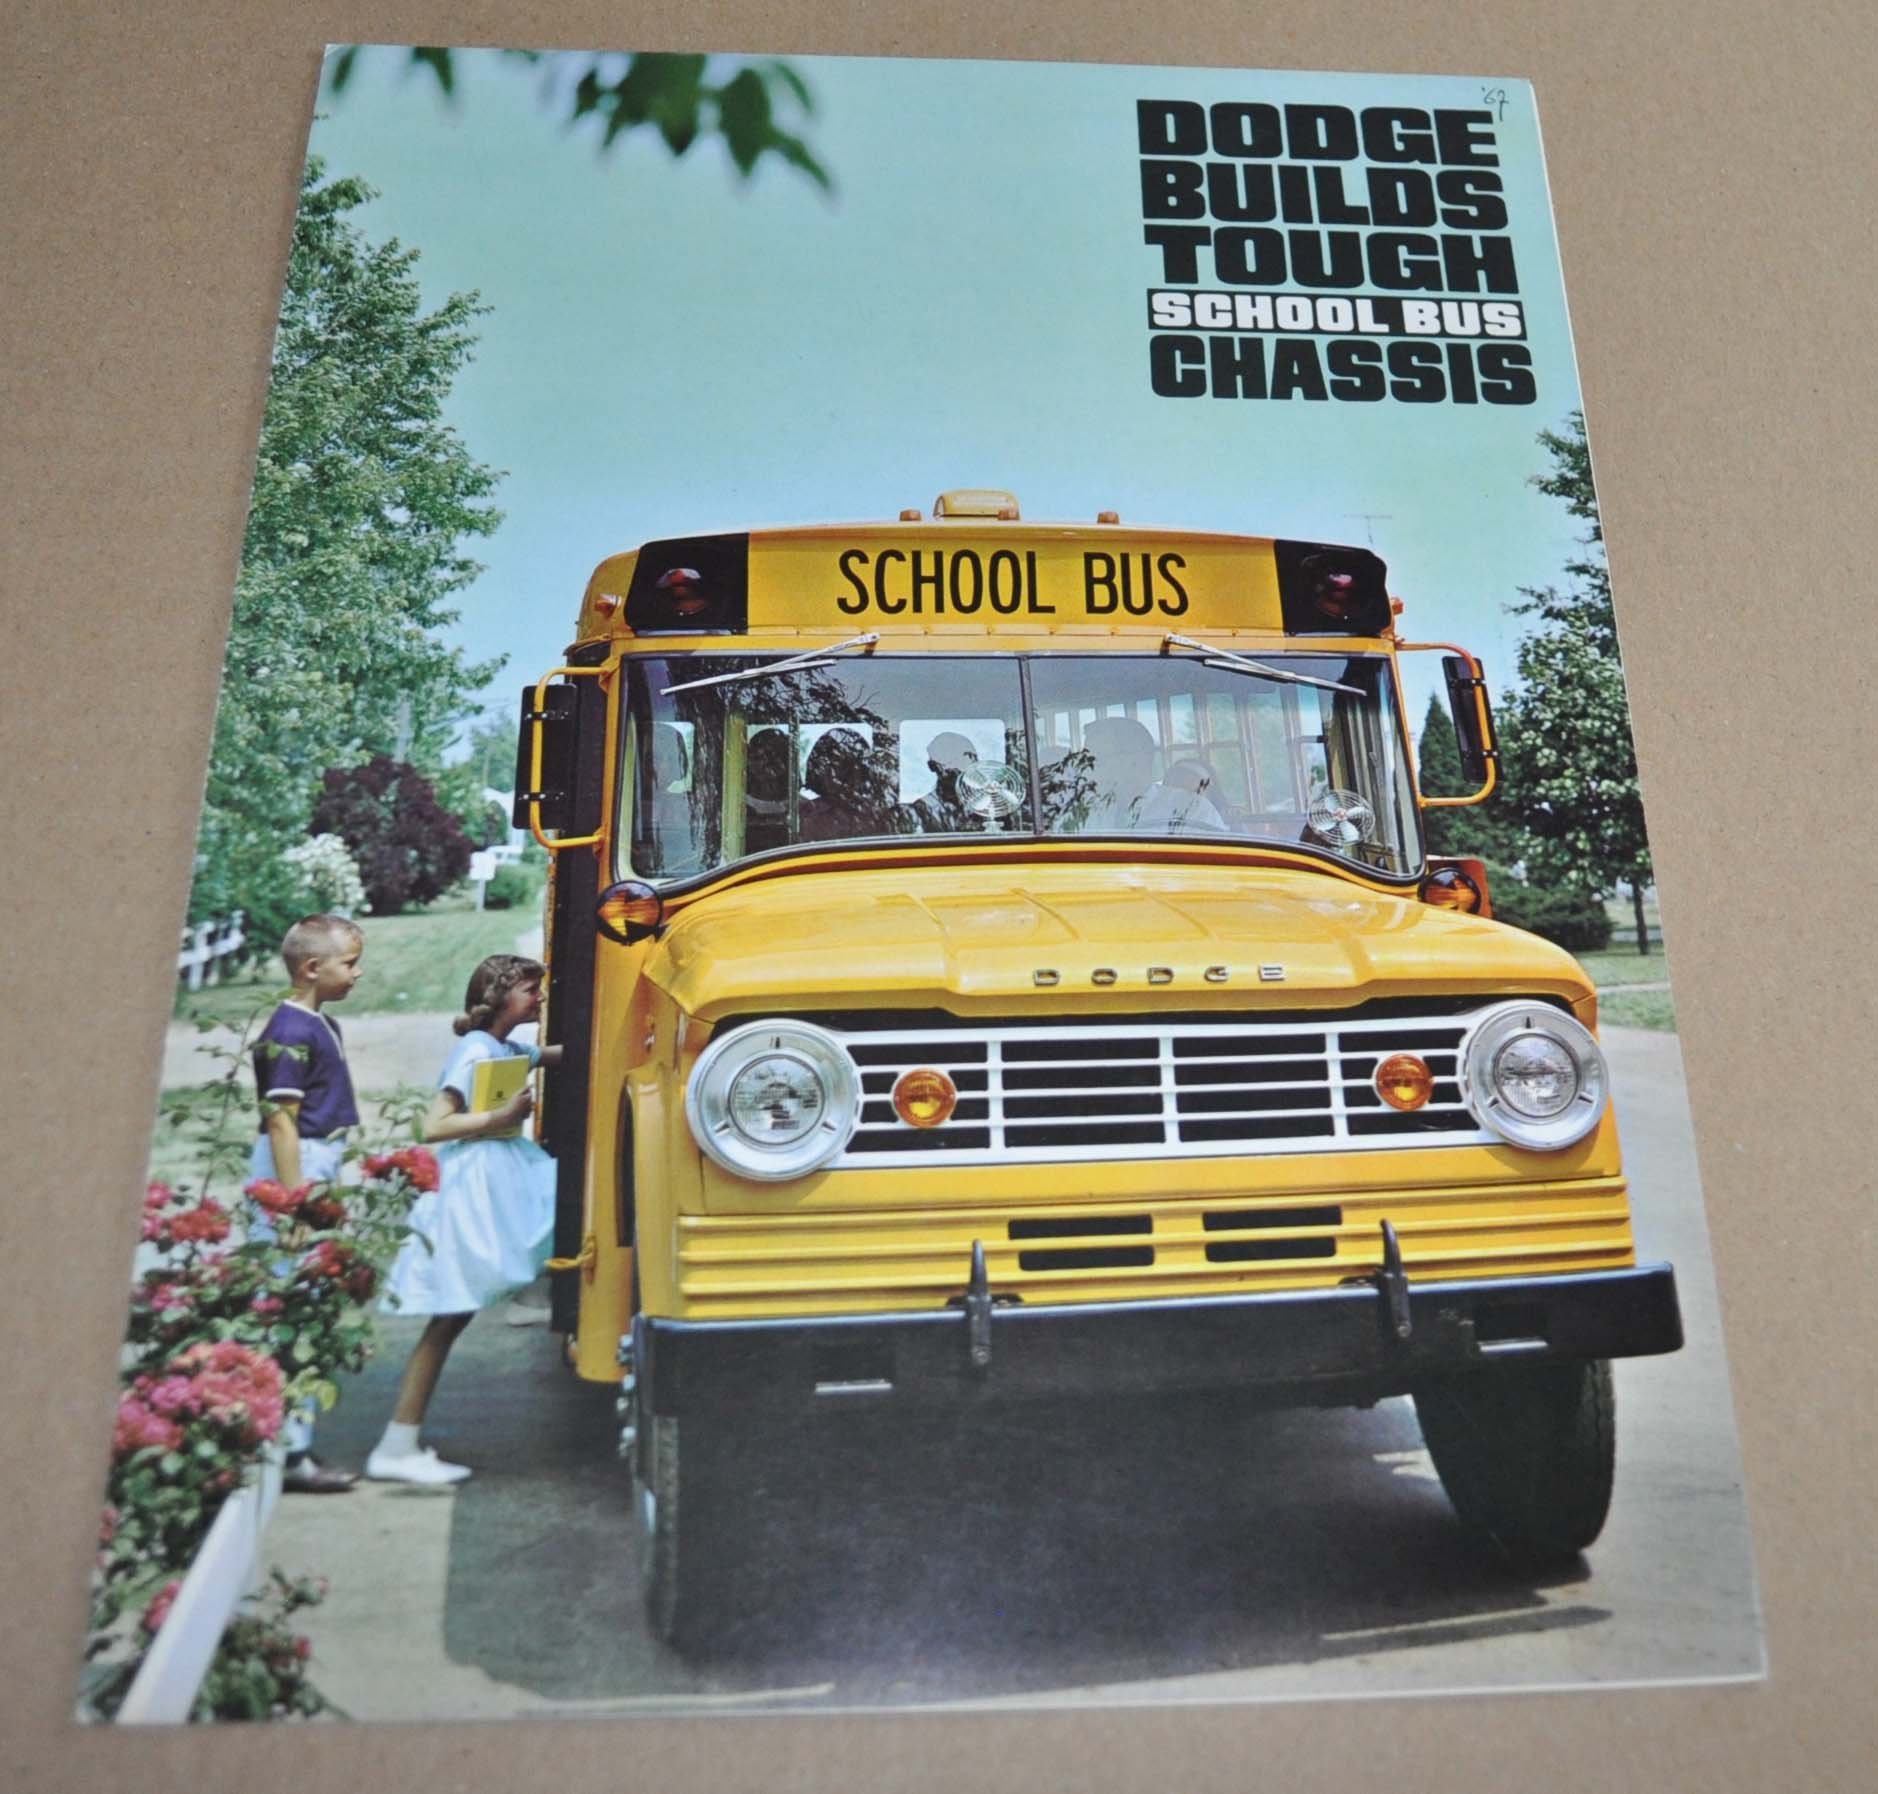 '67
DODGE
BUILDS
TOUGH
SCHOOL BUS
CHASSIS
SCHOOL BUS
DODGE